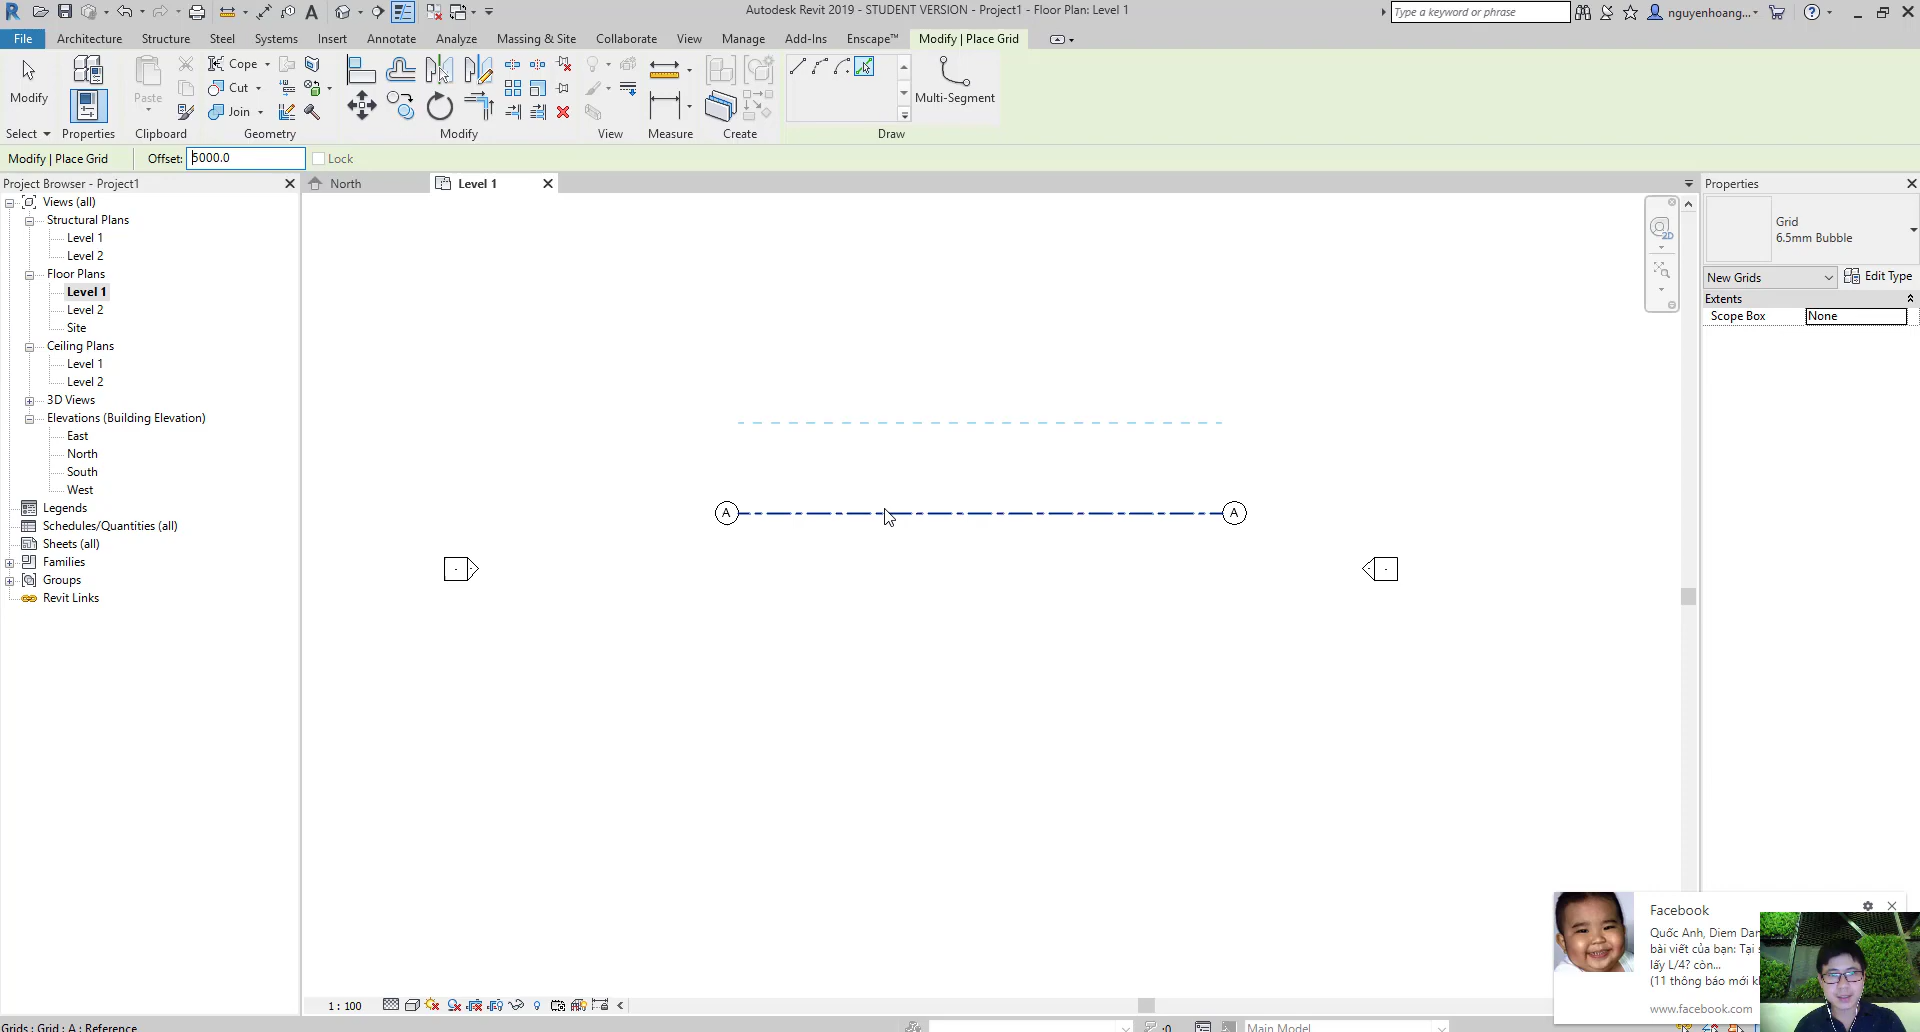 Autodesk Revit 2019 - STUDENT VERSION - Project1 - Floor Plan: Level 1
Type a keyword or phrase
nguyenhoang...
File Architecture Structure Steel Systems Insert Annotate Analyze Massing & Site Collaborate View Manage Add-Ins Enscape™ Modify | Place Grid
Modify
Paste
Cope
Cut
Join
Multi-Segment
Select Properties Clipboard Geometry Modify View Measure Create Draw
Modify | Place Grid Offset: 5000.0 Lock
Project Browser - Project1
North
Level 1
Properties
Views (all)
Structural Plans
Level 1
Level 2
Floor Plans
Level 1
Level 2
Site
Ceiling Plans
Level 1
Level 2
3D Views
Elevations (Building Elevation)
East
North
South
West
Legends
Schedules/Quantities (all)
Sheets (all)
Families
Groups
Revit Links
2D
A
A
Grid
6.5mm Bubble
New Grids
Edit Type
Extents
Scope Box None
Facebook
Quốc Anh, Diem Dan
bài viết của bạn: Tại s
lấy L/4? còn...
(11 thông báo mới k
www.facebook.com
1 : 100
Grids : Grid : A : Reference
:0
Main Model